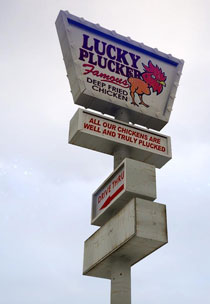 LUCKY
PLUCKER
Famous
DEEP FRIED
CHICKEN
ALL OUR CHICKENS ARE
WELL AND TRULY PLUCKED
DRIVE THRU